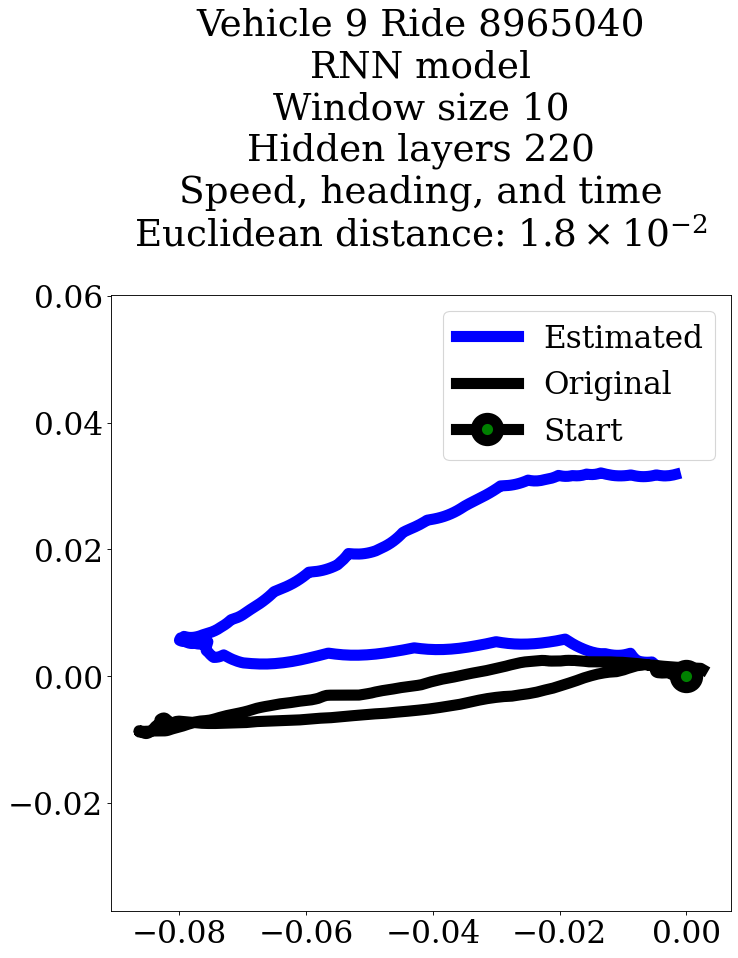 Vehicle 9 Ride 8965040
RNN model
Window size 10
Hidden layers 220
Speed, heading, and time
Euclidean distance: 1.8 × 10⁻²
Estimated
Original
Start
0.06
0.04
0.02
0.00
−0.02
−0.08
−0.06
−0.04
−0.02
0.00